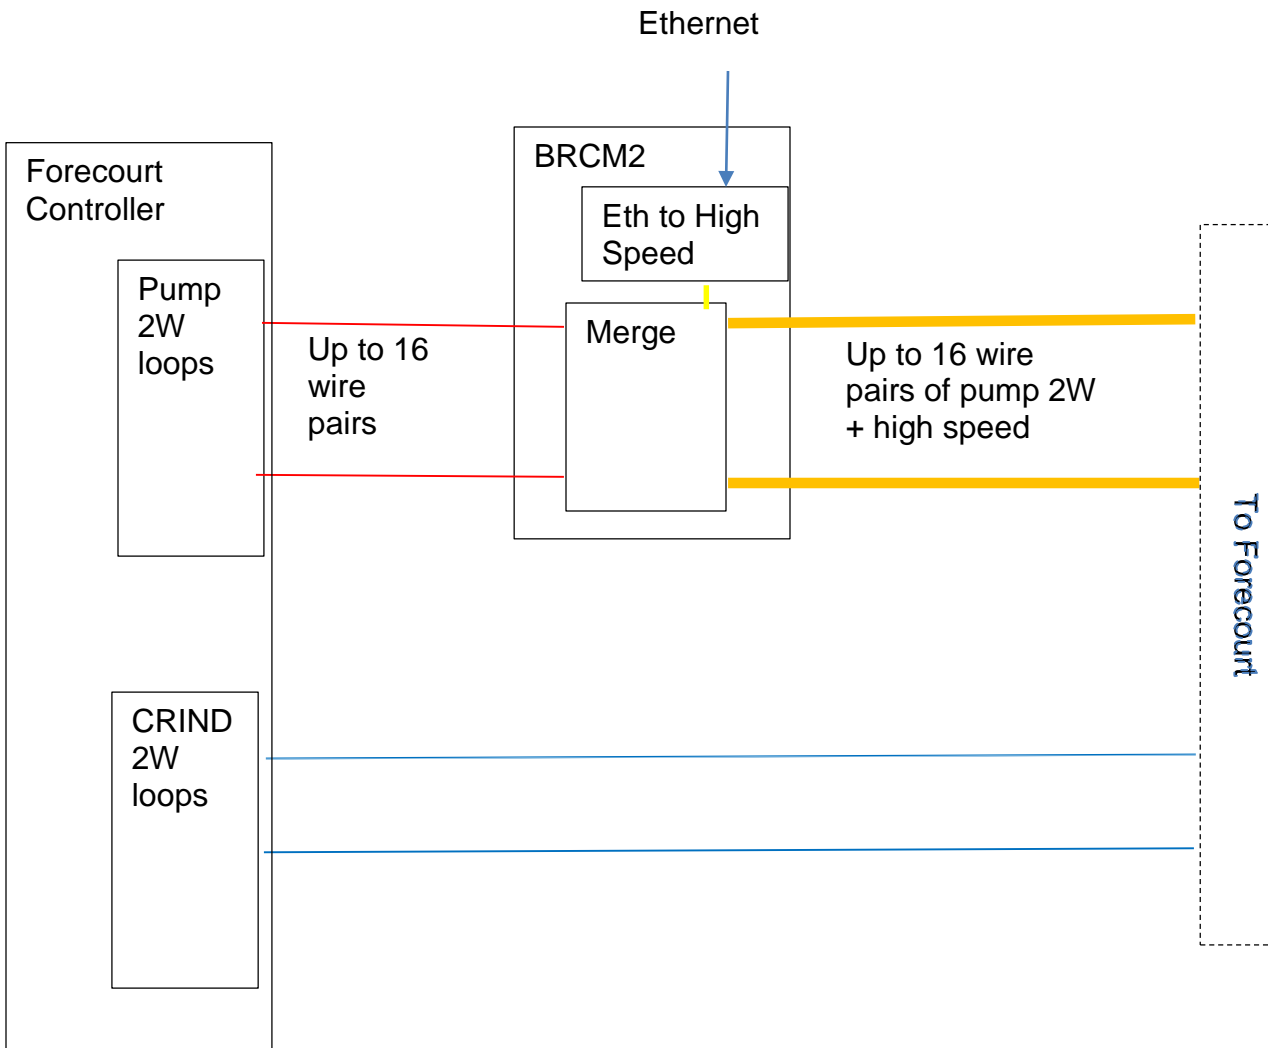 Ethernet
Forecourt
Controller
BRCM2
Eth to High
Speed
Pump
2W
loops
Up to 16
wire
pairs
Merge
Up to 16 wire
pairs of pump 2W
+ high speed
To Forecourt
CRIND
2W
loops